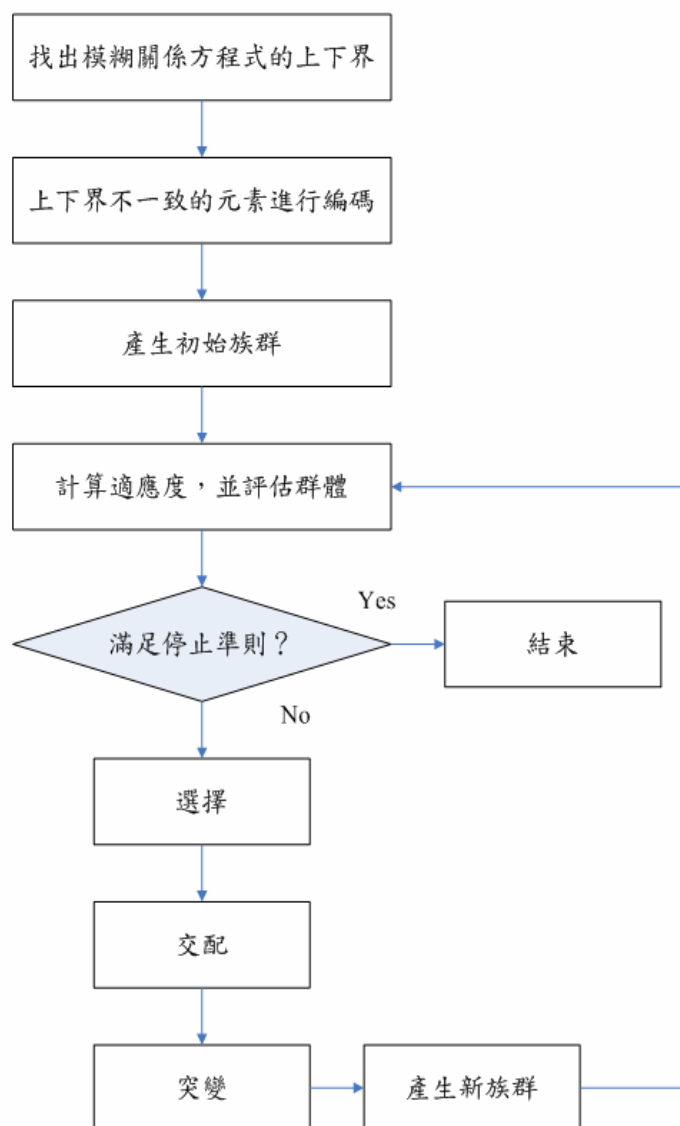 找出模糊關係方程式的上下界
上下界不一致的元素進行編碼
產生初始族群
計算適應度，並評估群體
滿足停止準則？
Yes
結束
No
選擇
交配
突變
產生新族群